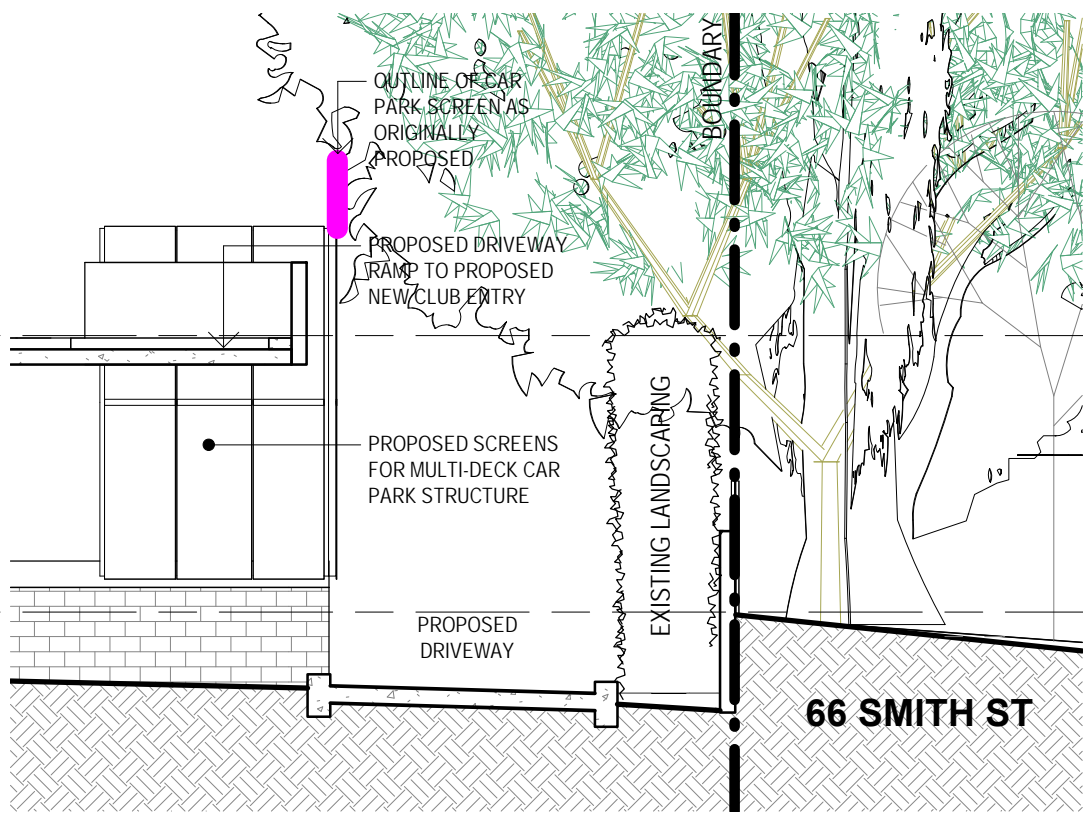 OUTLINE OF CAR
PARK SCREEN AS
ORIGINALLY
PROPOSED
BOUNDARY
PROPOSED DRIVEWAY
RAMP TO PROPOSED
NEW CLUB ENTRY
PROPOSED SCREENS
FOR MULTI-DECK CAR
PARK STRUCTURE
EXISTING LANDSCAPING
PROPOSED
DRIVEWAY
66 SMITH ST